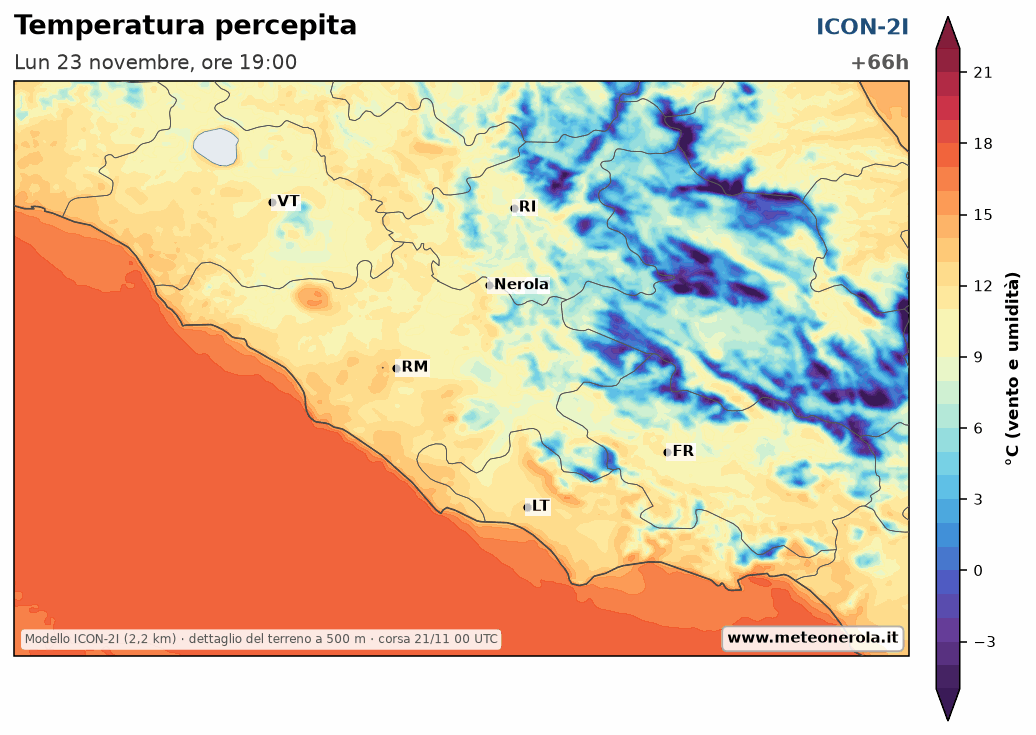 Temperatura percepita
ICON-2I
Lun 23 novembre, ore 19:00
+66h
VT
RI
Nerola
RM
FR
LT
Modello ICON-2I (2,2 km) · dettaglio del terreno a 500 m · corsa 21/11 00 UTC
www.meteonerola.it
21
18
15
12
9
6
3
0
−3
°C (vento e umidità)